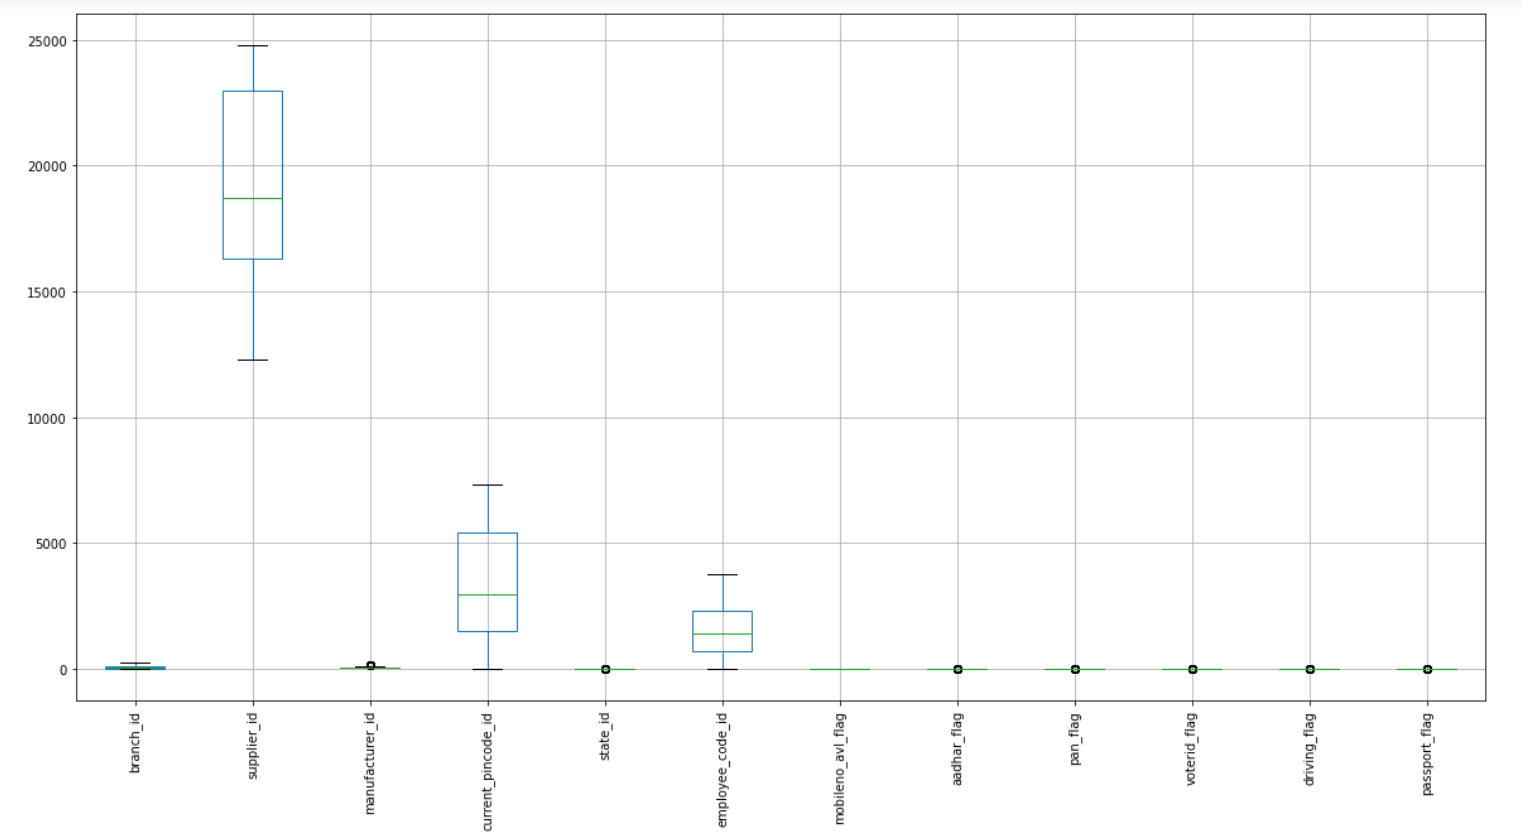 25000
20000
15000
10000
5000
0
branch_id
supplier_id
manufacturer_id
current_pincode_id
state_id
employee_code_id
mobileno_avl_flag
aadhar_flag
pan_flag
voterid_flag
driving_flag
passport_flag